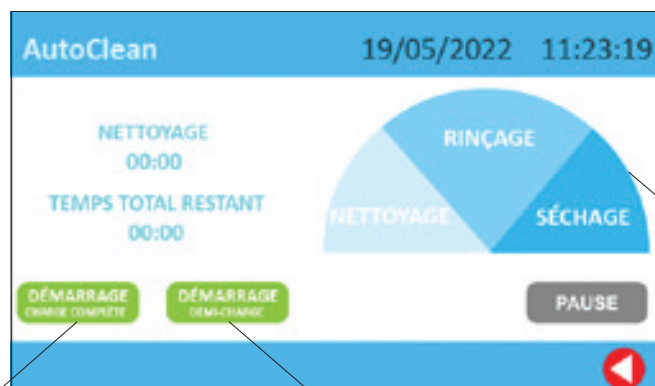 AutoClean 19/05/2022 11:23:19
NETTOYAGE
00:00
TEMPS TOTAL RESTANT
00:00
NETTOYAGE
RINÇAGE
SÉCHAGE
DÉMARRAGE
CHARGE COMPLÈTE
DÉMARRAGE
DEMI-CHARGE
PAUSE